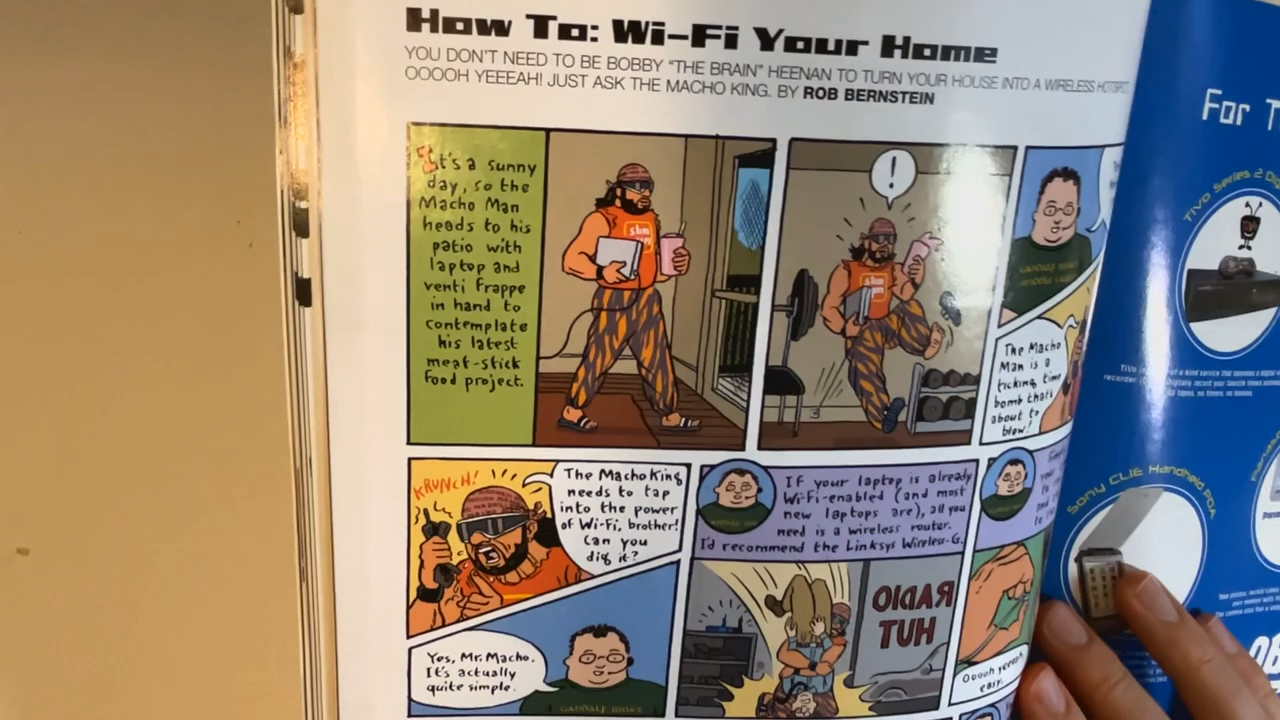 How To: Wi-Fi Your Home
YOU DON'T NEED TO BE BOBBY "THE BRAIN" HEENAN TO TURN YOUR HOUSE INTO A WIRELESS HOTSPOT.
OOOOH YEEEAH! JUST ASK THE MACHO KING. BY ROB BERNSTEIN
It's a sunny
day, so the
Macho Man
heads to his
patio with
laptop and
venti frappe
in hand to
contemplate
his latest
meat-stick
food project.
slim
!
slim
The Macho
Man is a
ticking time
bomb that's
about to
blow!
KRUNCH!
The Macho King
needs to tap
into the power
of Wi-Fi, brother!
Can you
dig it?
Yes, Mr. Macho.
It's actually
quite simple.
If your laptop is already
Wi-Fi-enabled (and most
new laptops are), all you
need is a wireless router.
I'd recommend the Linksys Wireless-G.
RADIO
HUT
Ooooh yeeeah
easy.
For T
TiVo Series 2 Di
Sony CLIE Handheld PDA